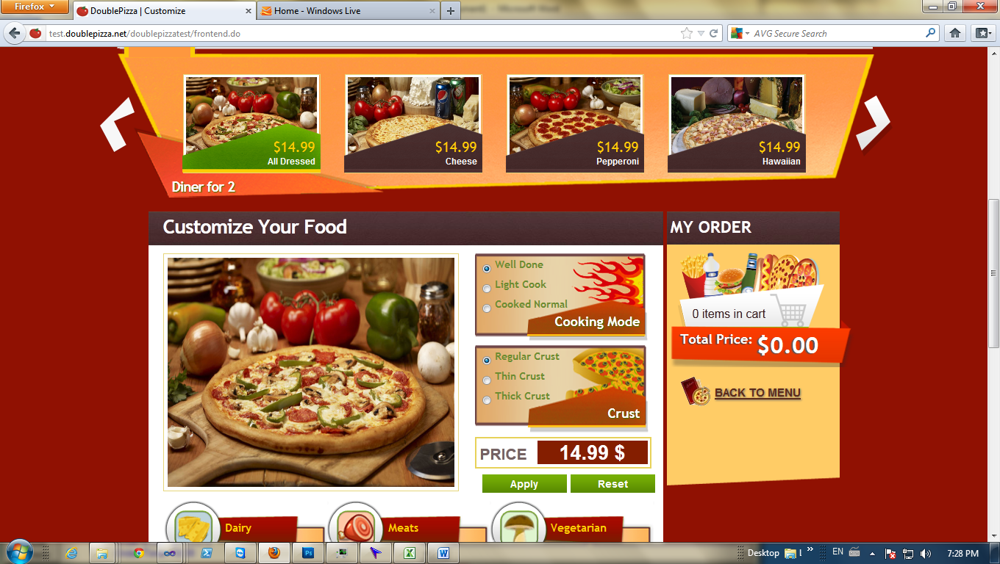 Firefox
DoublePizza | Customize
Home - Windows Live
test.doublepizza.net/doublepizzatest/frontend.do
AVG Secure Search
$14.99
All Dressed
$14.99
Cheese
$14.99
Pepperoni
$14.99
Hawaiian
Diner for 2
Customize Your Food
Well Done
Light Cook
Cooked Normal
Cooking Mode
Regular Crust
Thin Crust
Thick Crust
Crust
PRICE 14.99 $
Apply Reset
Dairy
Meats
Vegetarian
MY ORDER
0 items in cart
Total Price: $0.00
BACK TO MENU
Desktop
EN
7:28 PM